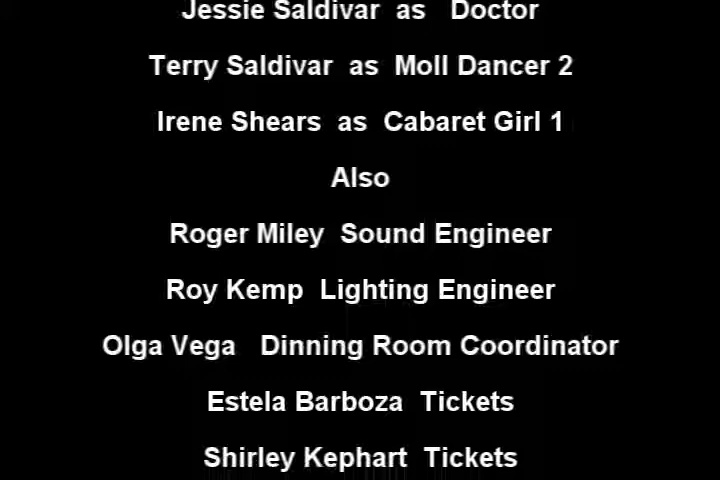 Jessie Saldivar as Doctor
Terry Saldivar as Moll Dancer 2
Irene Shears as Cabaret Girl 1
Also
Roger Miley Sound Engineer
Roy Kemp Lighting Engineer
Olga Vega Dinning Room Coordinator
Estela Barboza Tickets
Shirley Kephart Tickets